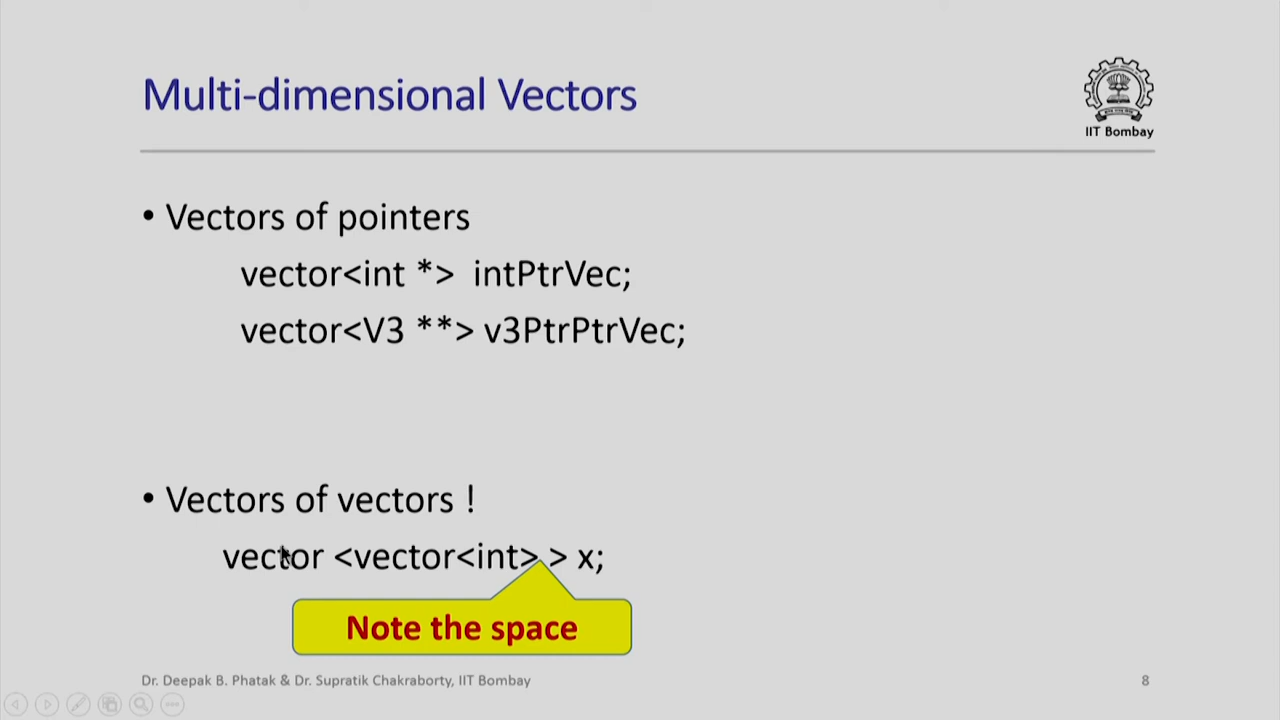 Multi-dimensional Vectors
IIT Bombay
• Vectors of pointers
vector<int *> intPtrVec;
vector<V3 **> v3PtrPtrVec;
• Vectors of vectors !
vector <vector<int> > x;
Note the space
Dr. Deepak B. Phatak & Dr. Supratik Chakraborty, IIT Bombay
8